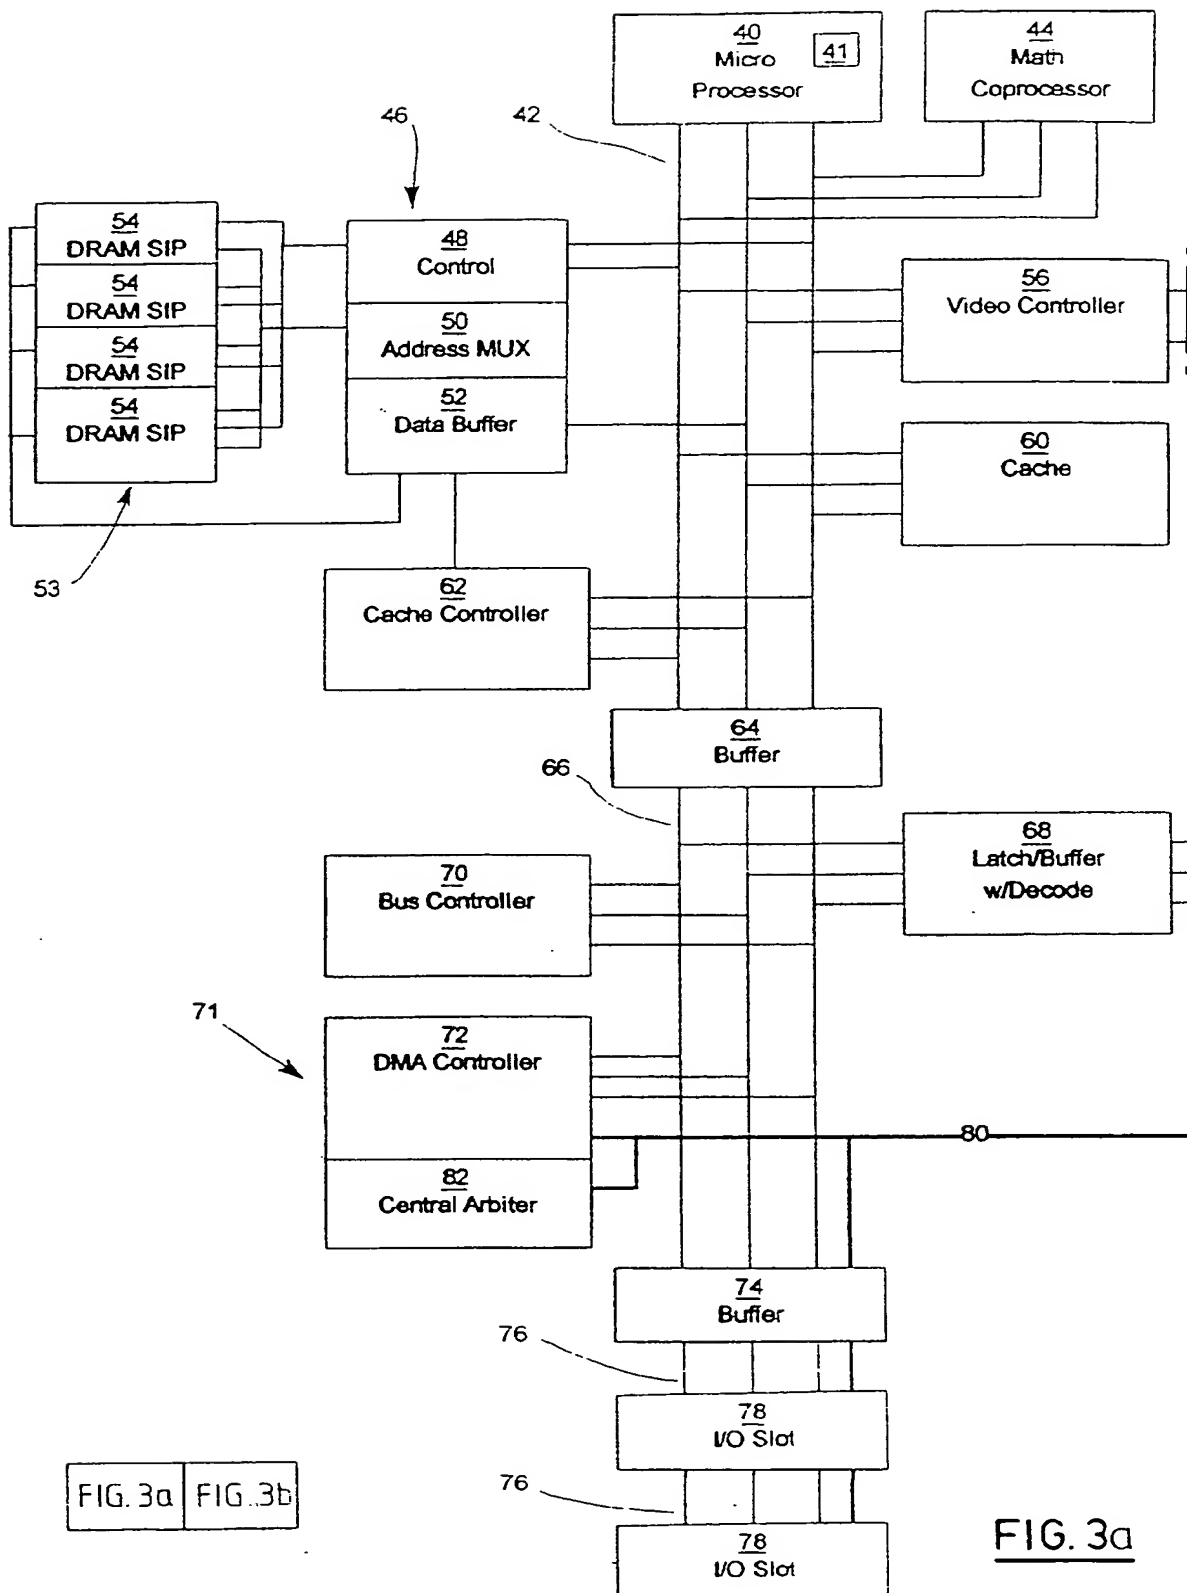 40
Micro
Processor
41
44
Math
Coprocessor
46
42
54
DRAM SIP
54
DRAM SIP
54
DRAM SIP
54
DRAM SIP
48
Control
50
Address MUX
52
Data Buffer
56
Video Controller
60
Cache
53
62
Cache Controller
64
Buffer
66
68
Latch/Buffer
w/Decode
70
Bus Controller
71
72
DMA Controller
80
82
Central Arbiter
74
Buffer
76
78
I/O Slot
76
78
I/O Slot
FIG. 3a
FIG. 3b
FIG. 3a